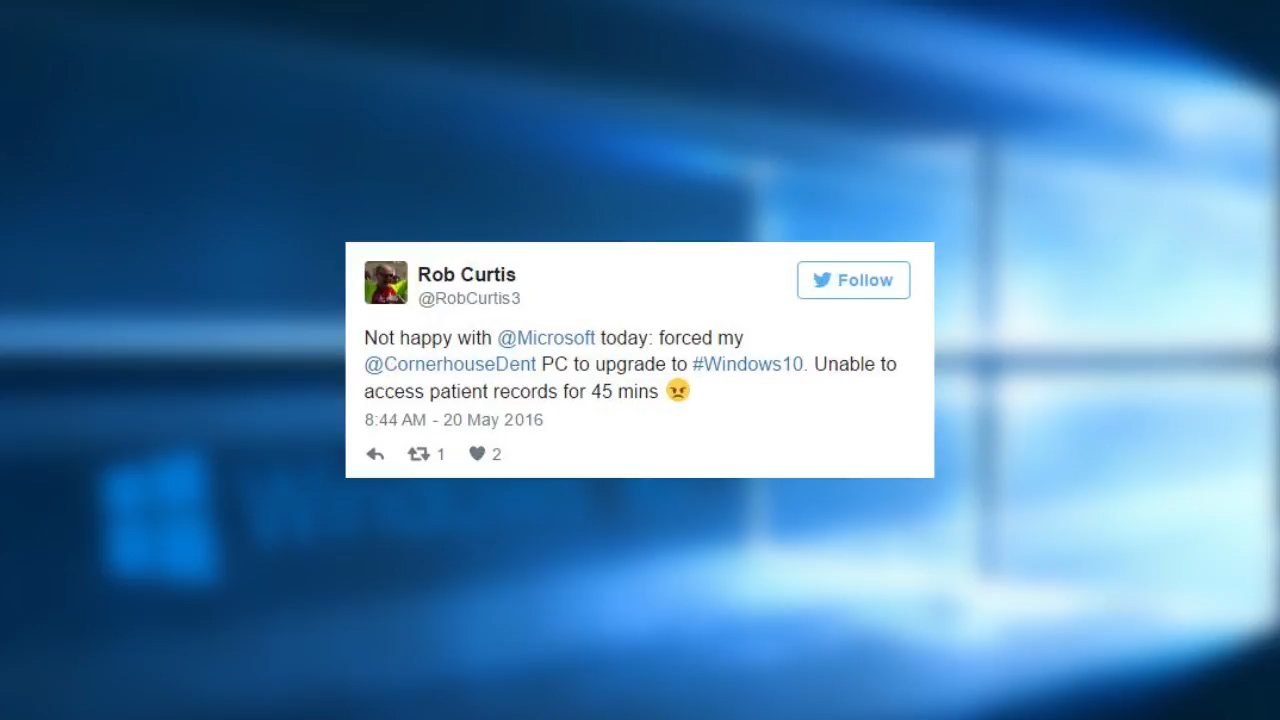 Rob Curtis
@RobCurtis3
Follow
Not happy with @Microsoft today: forced my
@CornerhouseDent PC to upgrade to #Windows10. Unable to
access patient records for 45 mins 😠
8:44 AM - 20 May 2016
1 2